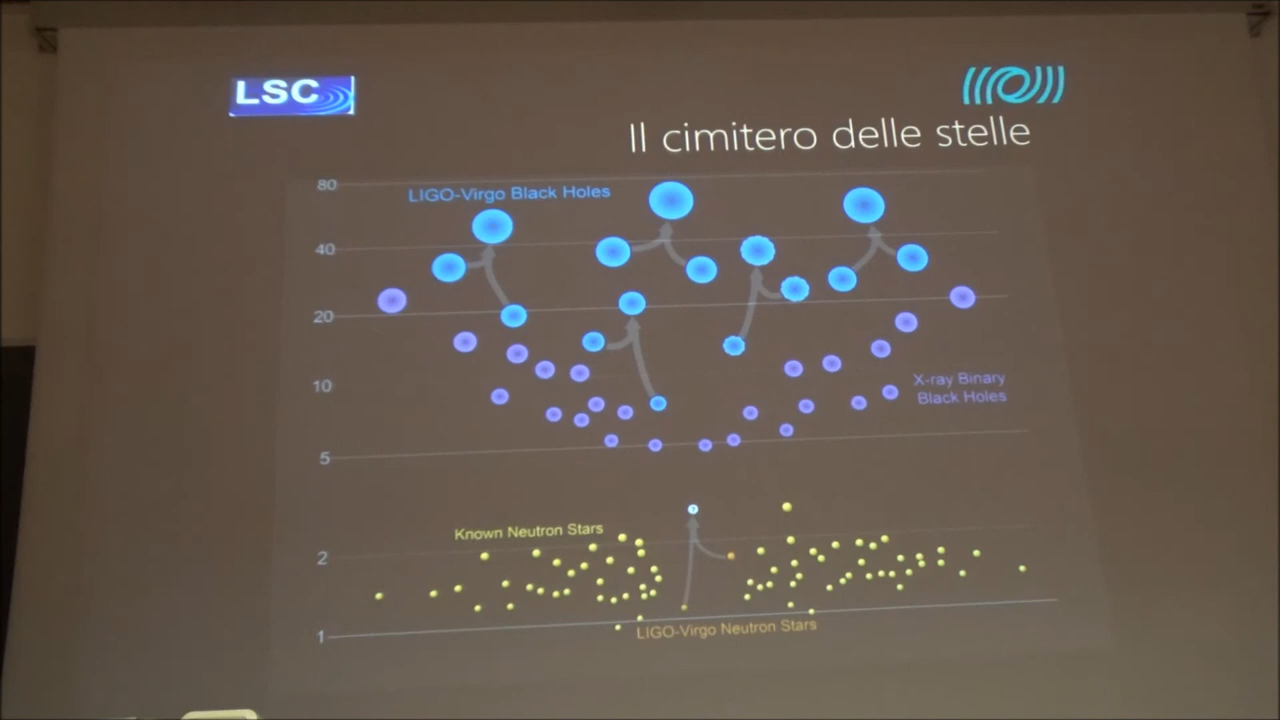 LSC
Il cimitero delle stelle
80
LIGO-Virgo Black Holes
40
20
10
X-ray Binary
Black Holes
5
?
Known Neutron Stars
2
1
LIGO-Virgo Neutron Stars